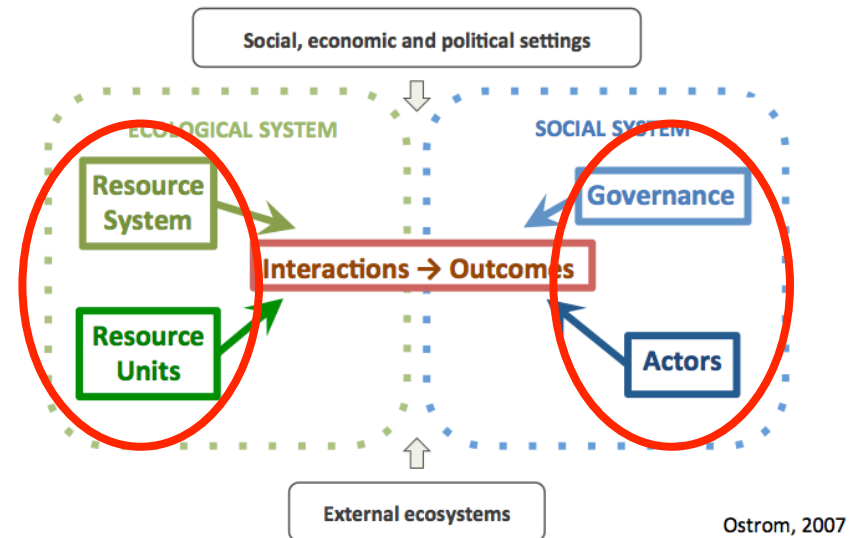 Social, economic and political settings
ECOLOGICAL SYSTEM
SOCIAL SYSTEM
Resource
System
Governance
Interactions → Outcomes
Resource
Units
Actors
External ecosystems
Ostrom, 2007